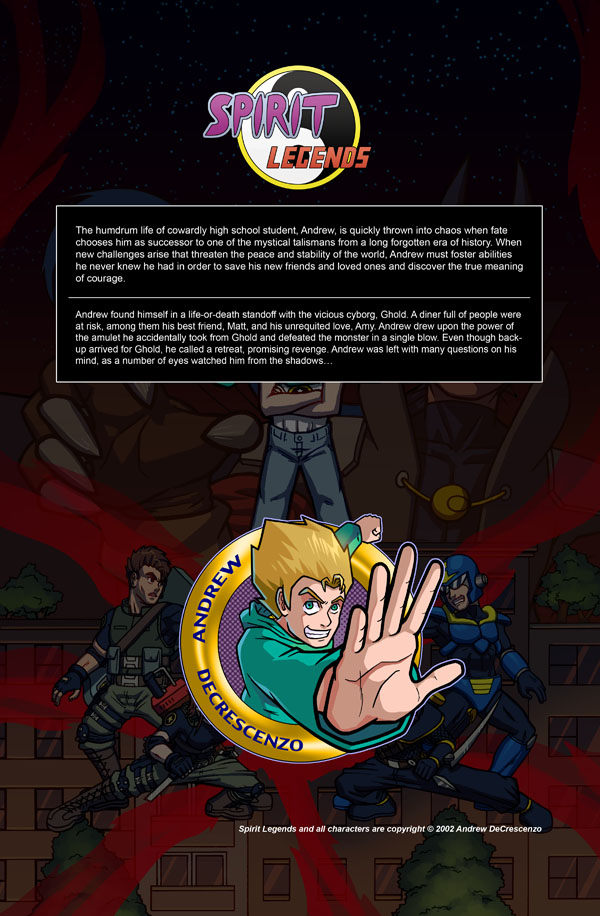 SPIRIT
LEGENDS
The humdrum life of cowardly high school student, Andrew, is quickly thrown into chaos when fate
chooses him as successor to one of the mystical talismans from a long forgotten era of history. When
new challenges arise that threaten the peace and stability of the world, Andrew must foster abilities
he never knew he had in order to save his new friends and loved ones and discover the true meaning
of courage.
Andrew found himself in a life-or-death standoff with the vicious cyborg, Ghold. A diner full of people were
at risk, among them his best friend, Matt, and his unrequited love, Amy. Andrew drew upon the power of
the amulet he accidentally took from Ghold and defeated the monster in a single blow. Even though back-
up arrived for Ghold, he called a retreat, promising revenge. Andrew was left with many questions on his
mind, as a number of eyes watched him from the shadows…
ANDREW
DECRESCENZO
Spirit Legends and all characters are copyright © 2002 Andrew DeCrescenzo